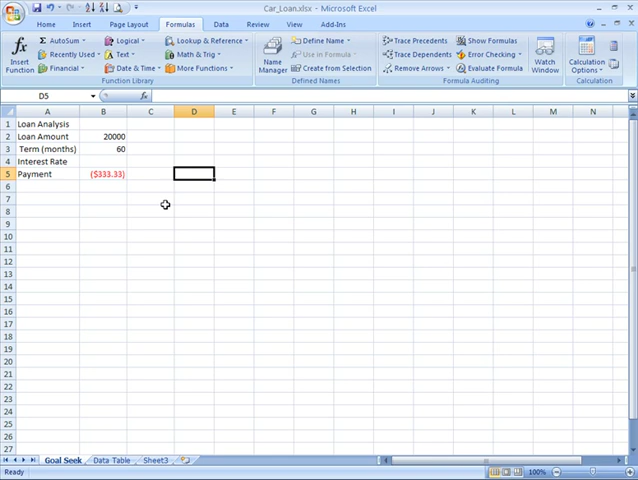 Car_Loan.xlsx - Microsoft Excel
Home Insert Page Layout Formulas Data Review View Add-Ins
fx Insert Function
Σ AutoSum Logical Lookup & Reference
Recently Used Text Math & Trig
Financial Date & Time More Functions
Function Library
Name Manager
Define Name
Use in Formula
Create from Selection
Defined Names
Trace Precedents Show Formulas
Trace Dependents Error Checking
Remove Arrows Evaluate Formula
Formula Auditing
Watch Window
Calculation Options
Calculation
D5 fx
A B C D E F G H I J K L M N
1 Loan Analysis
2 Loan Amount 20000
3 Term (months) 60
4 Interest Rate
5 Payment ($333.33)
6
7
8
9
10
11
12
13
14
15
16
17
18
19
20
21
22
23
24
25
26
27
Goal Seek Data Table Sheet3
Ready 100%